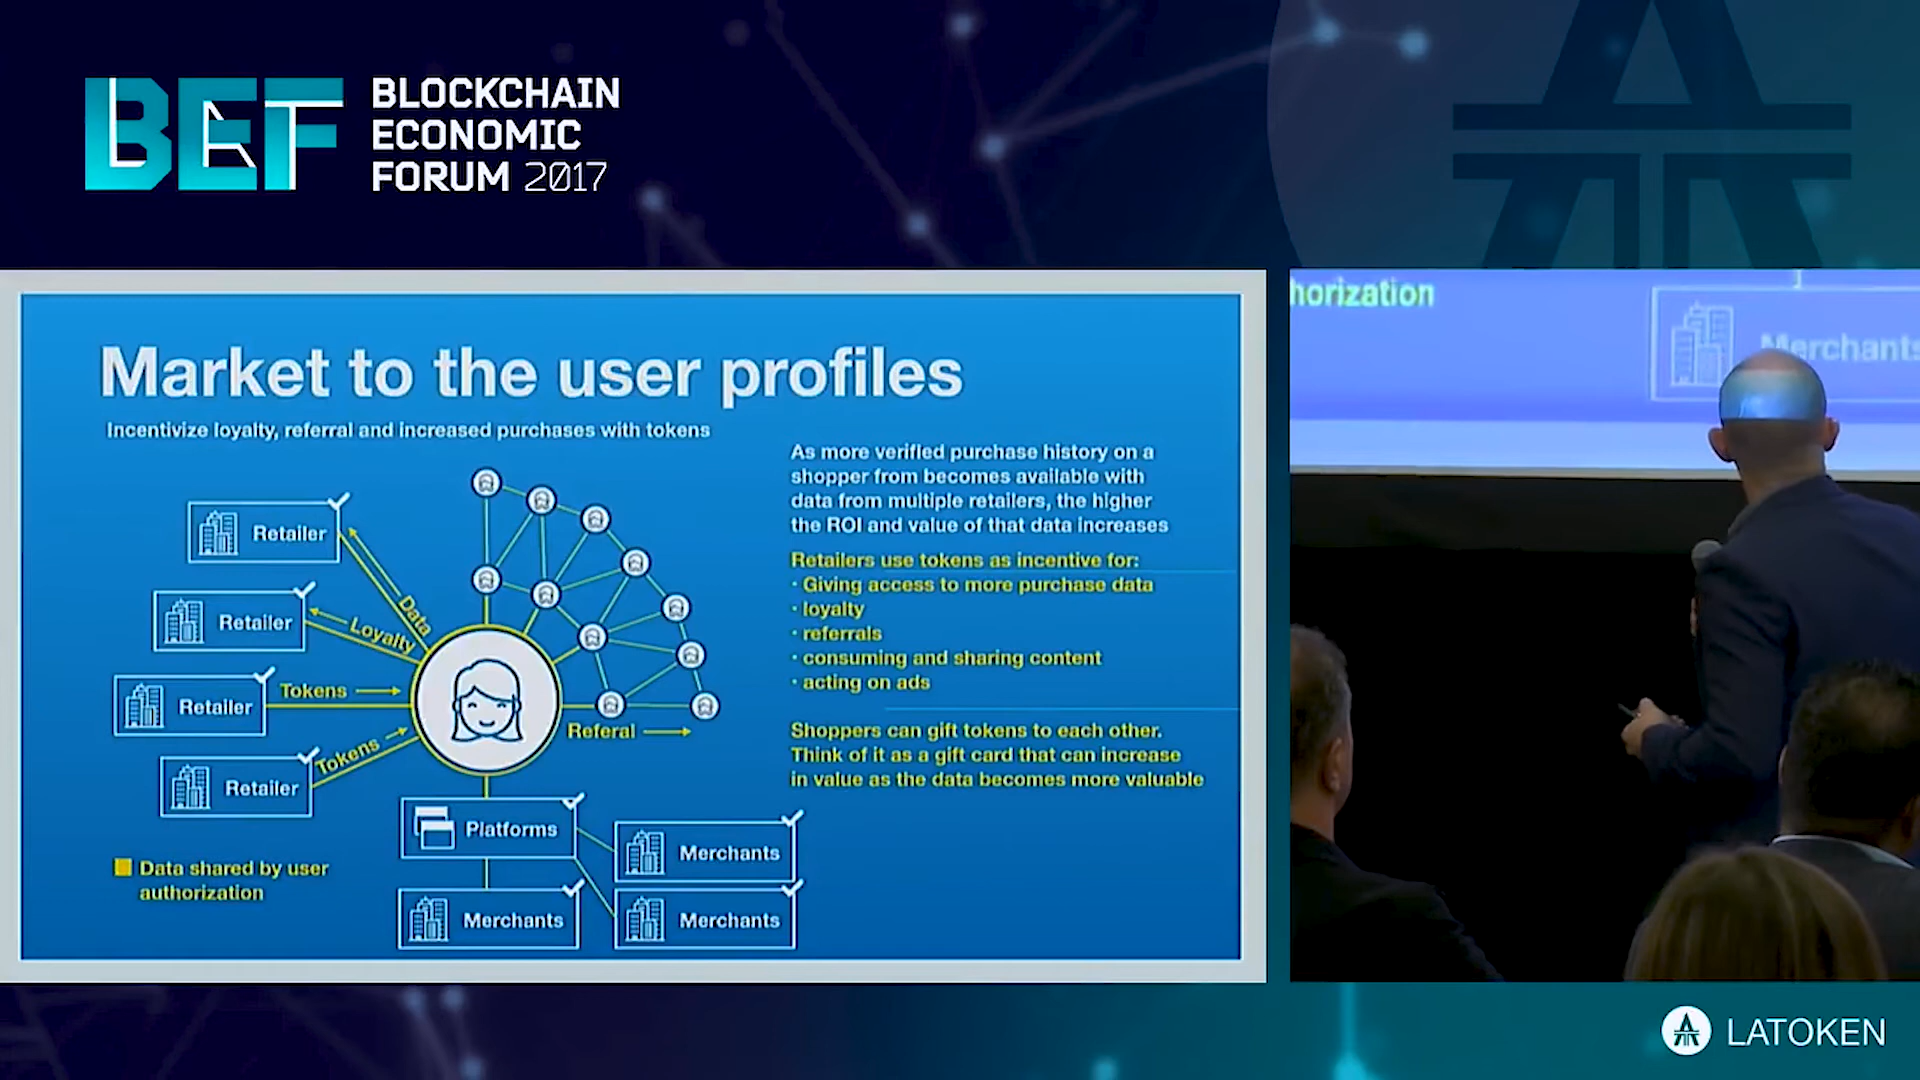 BEF
BLOCKCHAIN
ECONOMIC
FORUM 2017
Market to the user profiles
Incentivize loyalty, referral and increased purchases with tokens
As more verified purchase history on a
shopper from becomes available with
data from multiple retailers, the higher
the ROI and value of that data increases
Retailers use tokens as incentive for:
· Giving access to more purchase data
· loyalty
· referrals
· consuming and sharing content
· acting on ads
Shoppers can gift tokens to each other.
Think of it as a gift card that can increase
in value as the data becomes more valuable
Retailer
Retailer
Retailer
Retailer
Data
Loyalty
Tokens
Tokens
Referal
Platforms
Merchants
Merchants
Merchants
Data shared by user
authorization
horization
Merchants
LATOKEN